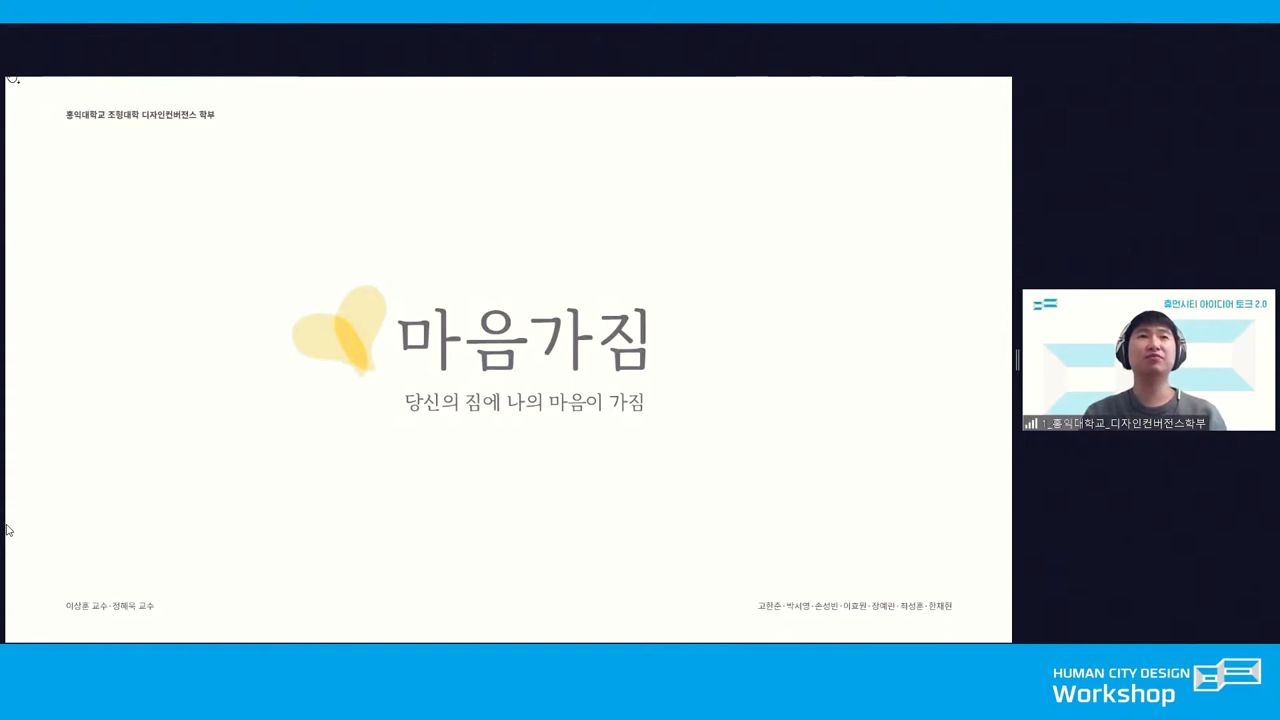 홍익대학교 조형대학 디자인컨버전스 학부
마음가짐
당신의 짐에 나의 마음이 가짐
이상훈 교수·정혜욱 교수
고한준·박서영·손성빈·이효원·장예린·최성훈·한채현
휴먼시티 아이디어 토크 2.0
1_홍익대학교_디자인컨버전스학부
HUMAN CITY DESIGN
Workshop